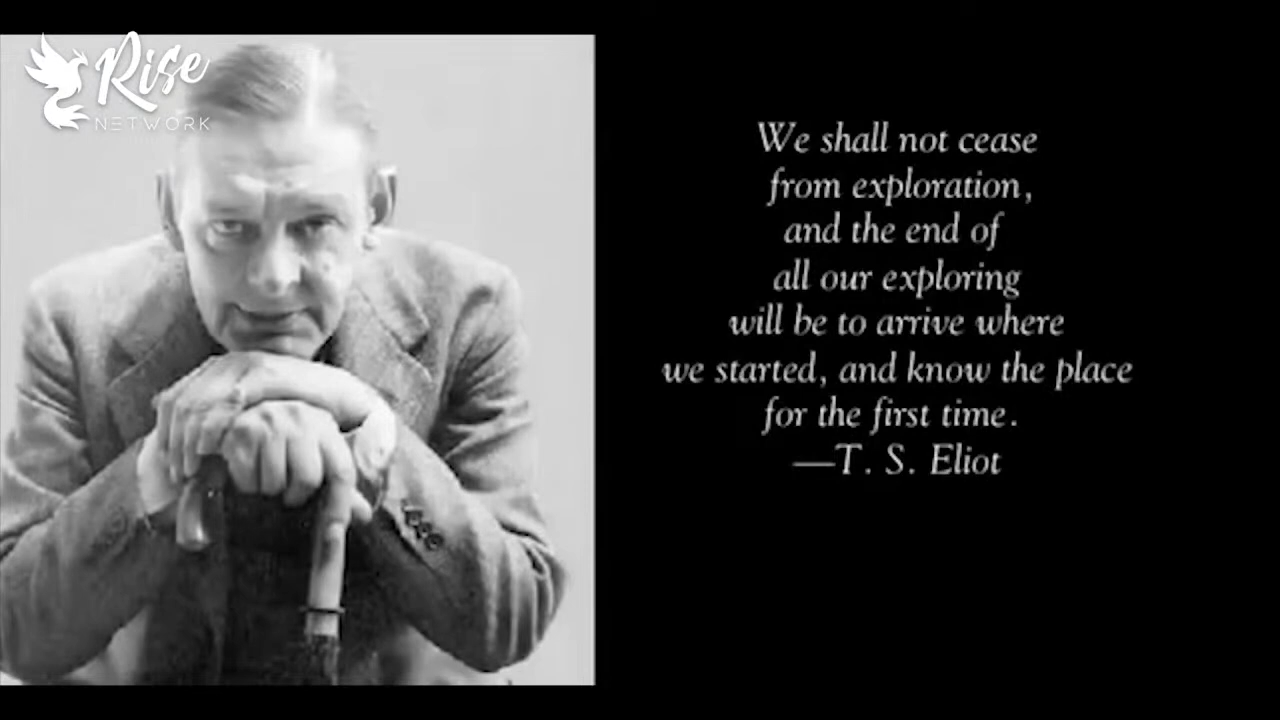 Rise
NETWORK
We shall not cease
from exploration,
and the end of
all our exploring
will be to arrive where
we started, and know the place
for the first time.
—T. S. Eliot